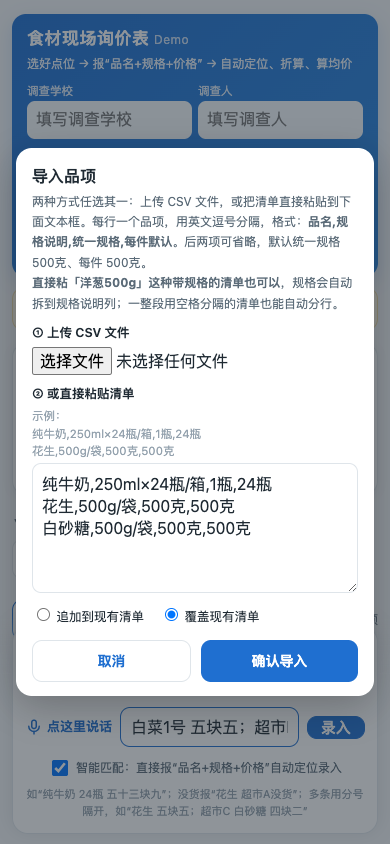 食材现场询价表 Demo
选好点位 → 报“品名+规格+价格” → 自动定位、折算、算均价
调查学校 调查人
填写调查学校 填写调查人
导入品项
两种方式任选其一：上传 CSV 文件，或把清单直接粘贴到下
面文本框。每行一个品项，用英文逗号分隔，格式：品名,规
格说明,统一规格,每件默认。后两项可省略，默认统一规格
500克、每件 500克。
直接粘「洋葱500g」这种带规格的清单也可以，规格会自动
拆到规格说明列；一整段用空格分隔的清单也能自动分行。
① 上传 CSV 文件
选择文件 未选择任何文件
② 或直接粘贴清单
示例：
纯牛奶,250ml×24瓶/箱,1瓶,24瓶
花生,500g/袋,500克,500克
纯牛奶,250ml×24瓶/箱,1瓶,24瓶
花生,500g/袋,500克,500克
白砂糖,500g/袋,500克,500克
追加到现有清单 覆盖现有清单
取消 确认导入
点这里说话 白菜1号 五块五；超市 录入
智能匹配：直接报“品名+规格+价格”自动定位录入
如“纯牛奶 24瓶 五十三块九”；没货报“花生 超市A没货”；多条用分号
隔开，如“花生 五块五；超市C 白砂糖 四块二”